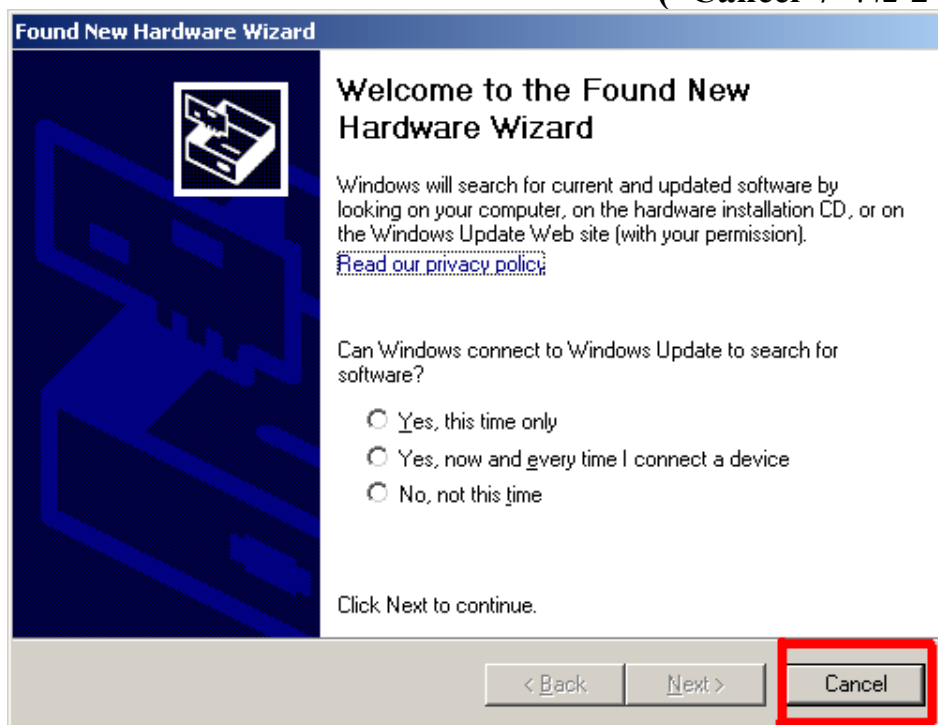 Cancel
Found New Hardware Wizard
Welcome to the Found New
Hardware Wizard
Windows will search for current and updated software by
looking on your computer, on the hardware installation CD, or on
the Windows Update Web site (with your permission).
Read our privacy policy
Can Windows connect to Windows Update to search for
software?
Yes, this time only
Yes, now and every time I connect a device
No, not this time
Click Next to continue.
< Back
Next >
Cancel